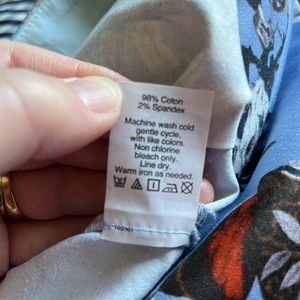 98% Coton
2% Spandex
Machine wash cold
gentle cycle,
with like colors.
Non chlorine
bleach only.
Line dry.
Warm iron as needed.